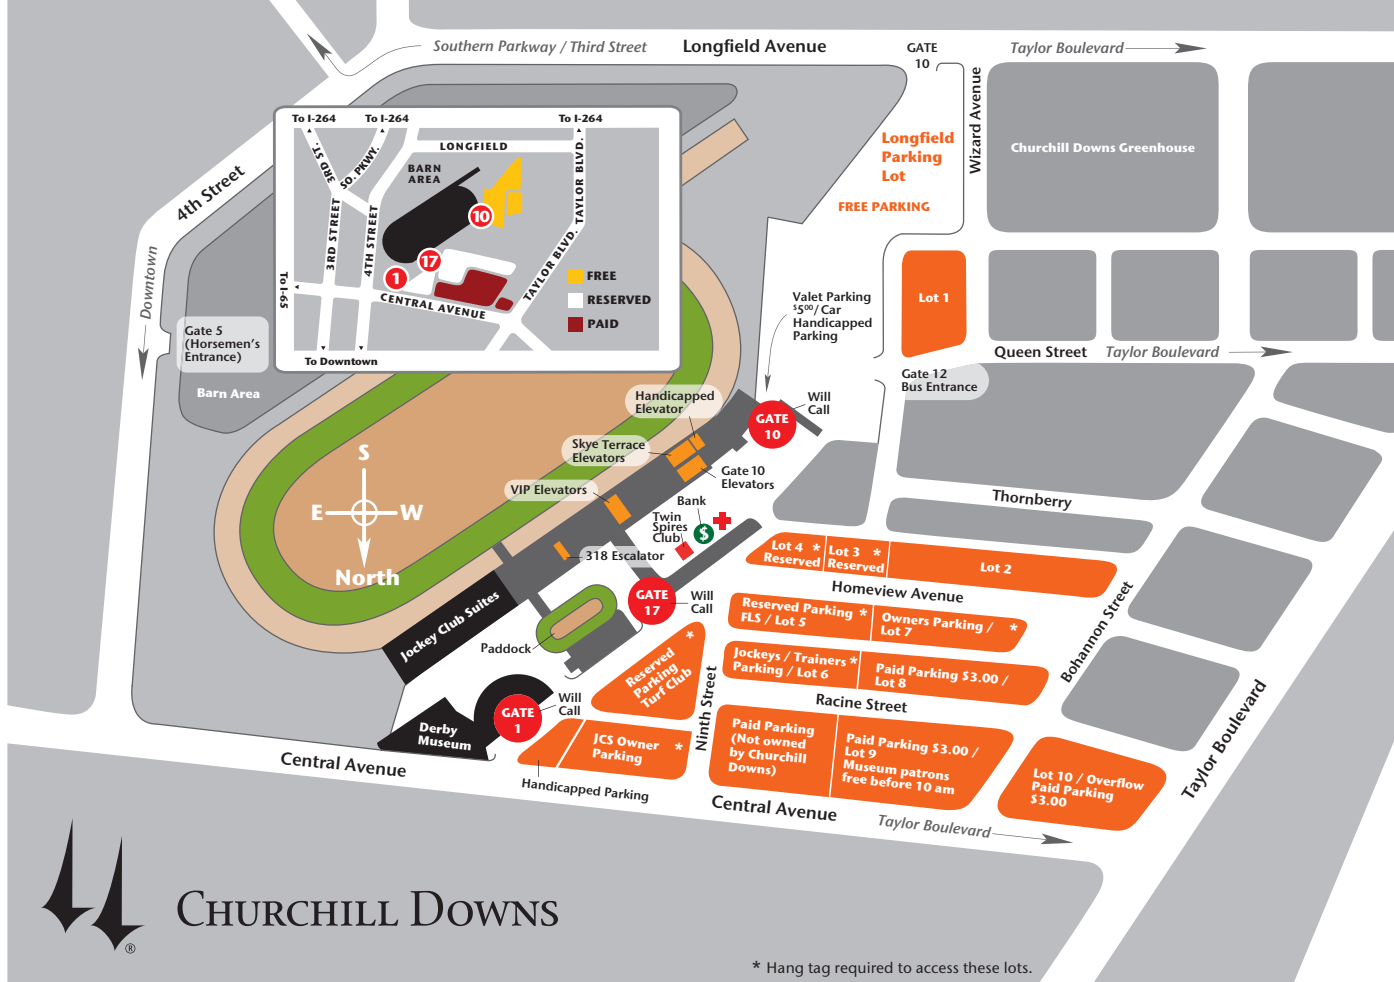 Southern Parkway / Third Street
Longfield Avenue
GATE
10
Taylor Boulevard
Wizard Avenue
Longfield
Parking
Lot
FREE PARKING
Churchill Downs Greenhouse
4th Street
Downtown
To I-264
To I-264
To I-264
3RD ST.
SO. PKWY.
LONGFIELD
BARN
AREA
TAYLOR BLVD.
10
3RD STREET
4TH STREET
17
1
TAYLOR BLVD.
To I-65
CENTRAL AVENUE
FREE
RESERVED
PAID
To Downtown
Gate 5
(Horsemen's
Entrance)
Barn Area
Lot 1
Valet Parking
$500/Car
Handicapped
Parking
Queen Street
Taylor Boulevard
Gate 12
Bus Entrance
Handicapped
Elevator
Will
Call
GATE
10
Skye Terrace
Elevators
Gate 10
Elevators
VIP Elevators
S
E
W
North
Bank
$
Twin
Spires
Club
318 Escalator
Thornberry
Lot 4 *
Reserved
Lot 3 *
Reserved
Lot 2
Homeview Avenue
GATE
17
Will
Call
Reserved Parking *
FLS / Lot 5
Owners Parking / *
Lot 7
Bohannon Street
Jockey Club Suites
Paddock
Reserved *
Parking
Turf Club
Jockeys / Trainers *
Parking / Lot 6
Paid Parking $3.00 /
Lot 8
Racine Street
Ninth Street
Taylor Boulevard
GATE
1
Will
Call
Derby
Museum
JCS Owner *
Parking
Handicapped Parking
Paid Parking
(Not owned
by Churchill
Downs)
Paid Parking $3.00 /
Lot 9
Museum patrons
free before 10 am
Lot 10 / Overflow
Paid Parking
$3.00
Central Avenue
Central Avenue
Taylor Boulevard
CHURCHILL DOWNS
®
* Hang tag required to access these lots.